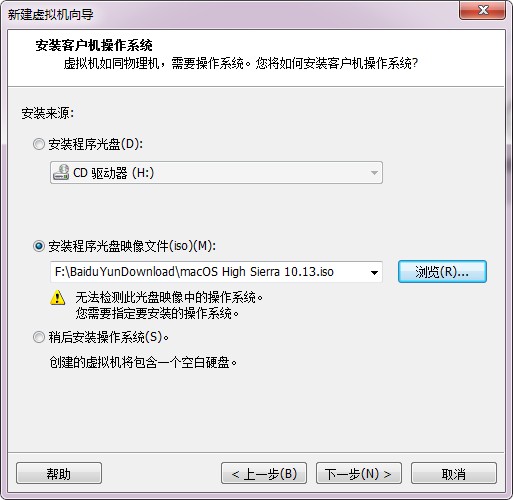 新建虚拟机向导
安装客户机操作系统
虚拟机如同物理机，需要操作系统。您将如何安装客户机操作系统?
安装来源:
安装程序光盘(D):
CD 驱动器 (H:)
安装程序光盘映像文件(iso)(M):
F:\BaiduYunDownload\macOS High Sierra 10.13.iso
浏览(R)...
无法检测此光盘映像中的操作系统。
您需要指定要安装的操作系统。
稍后安装操作系统(S)。
创建的虚拟机将包含一个空白硬盘。
帮助
< 上一步(B)
下一步(N) >
取消